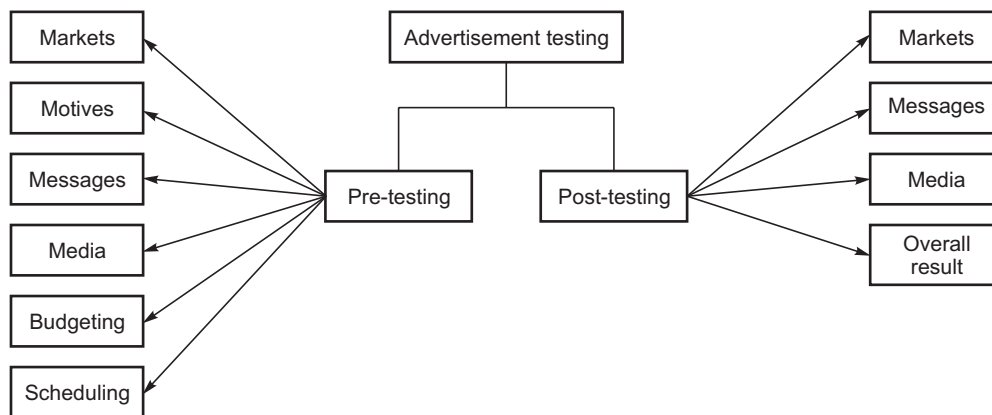 Advertisement testing
Pre-testing
Post-testing
Markets
Motives
Messages
Media
Budgeting
Scheduling
Markets
Messages
Media
Overall
result